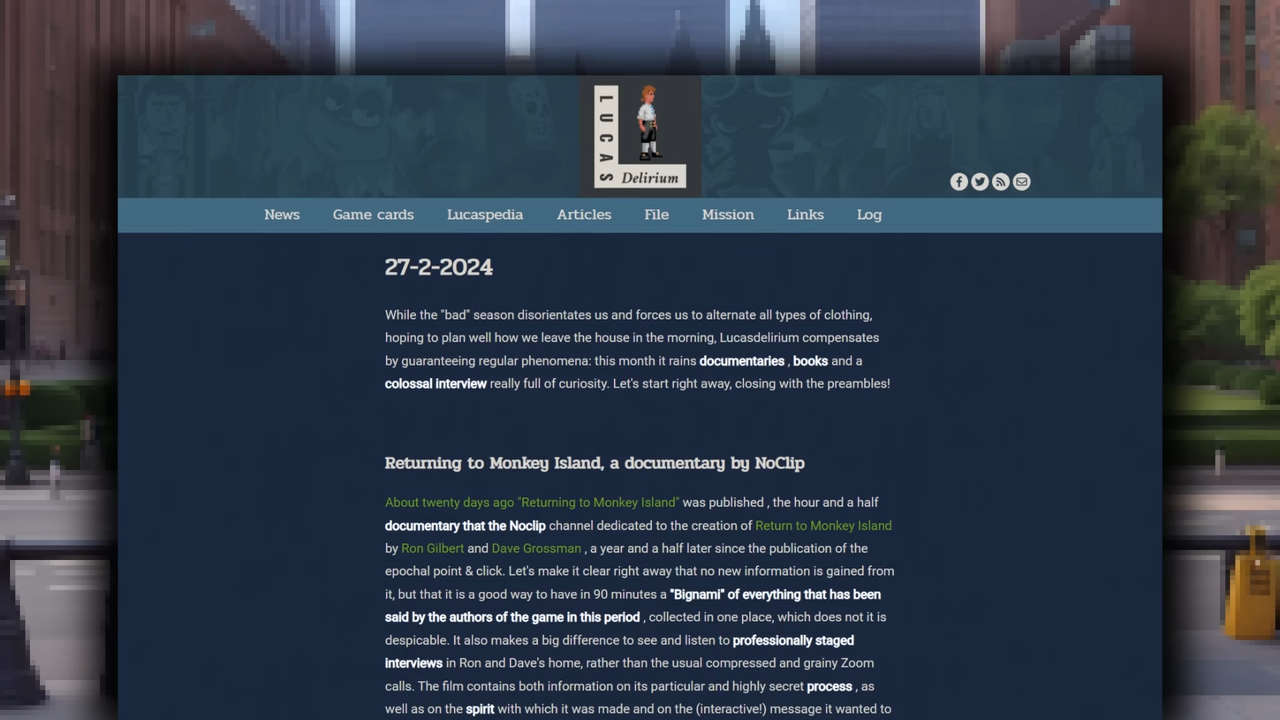 LUCAS
Delirium
News Game cards Lucaspedia Articles File Mission Links Log
27-2-2024
While the "bad" season disorientates us and forces us to alternate all types of clothing,
hoping to plan well how we leave the house in the morning, Lucasdelirium compensates
by guaranteeing regular phenomena: this month it rains documentaries , books and a
colossal interview really full of curiosity. Let's start right away, closing with the preambles!
Returning to Monkey Island, a documentary by NoClip
About twenty days ago "Returning to Monkey Island" was published , the hour and a half
documentary that the Noclip channel dedicated to the creation of Return to Monkey Island
by Ron Gilbert and Dave Grossman , a year and a half later since the publication of the
epochal point & click. Let's make it clear right away that no new information is gained from
it, but that it is a good way to have in 90 minutes a "Bignami" of everything that has been
said by the authors of the game in this period , collected in one place, which does not it is
despicable. It also makes a big difference to see and listen to professionally staged
interviews in Ron and Dave's home, rather than the usual compressed and grainy Zoom
calls. The film contains both information on its particular and highly secret process , as
well as on the spirit with which it was made and on the (interactive!) message it wanted to